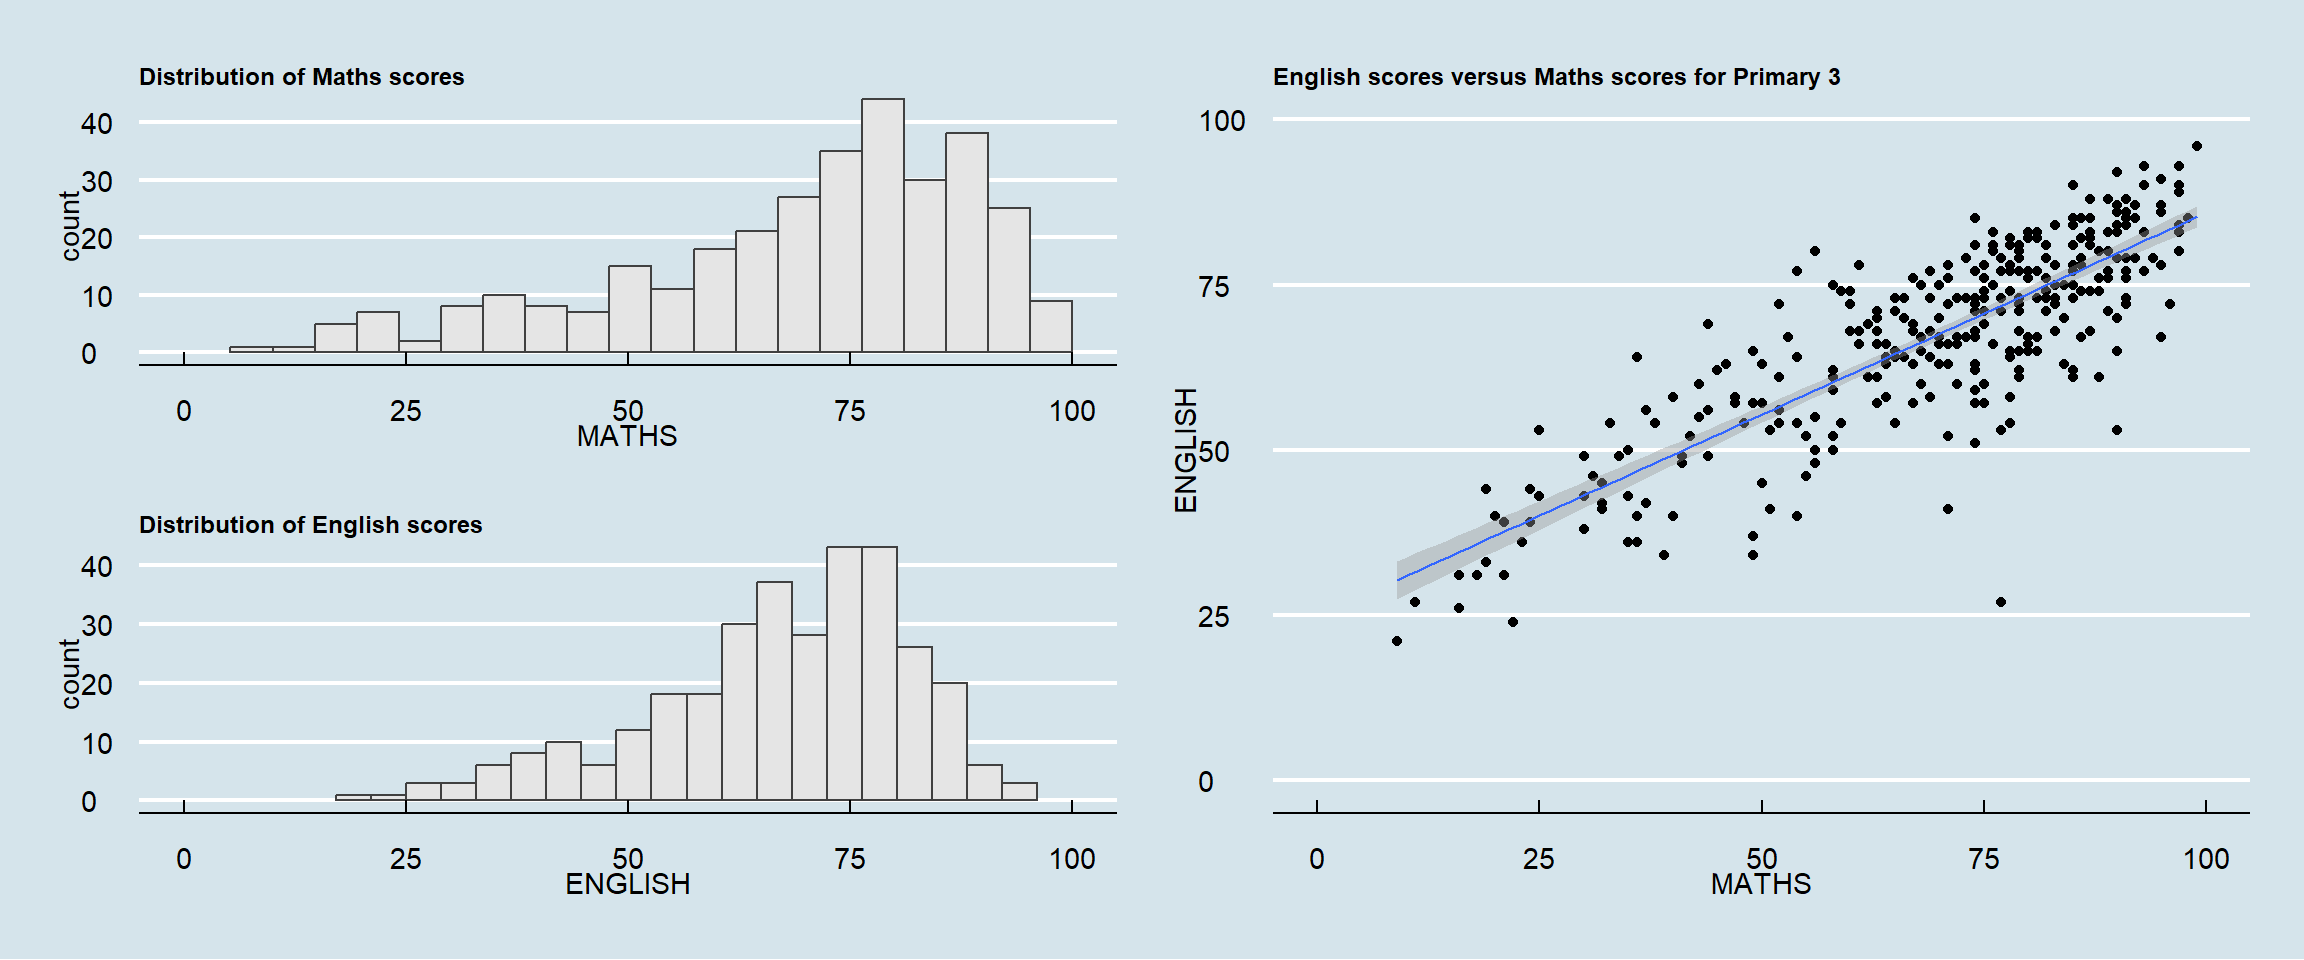 Distribution of Maths scores
40
30
20
10
0
count
0 25 50 75 100
MATHS
Distribution of English scores
40
30
20
10
0
count
0 25 50 75 100
ENGLISH
English scores versus Maths scores for Primary 3
100
75
50
25
0
ENGLISH
0 25 50 75 100
MATHS